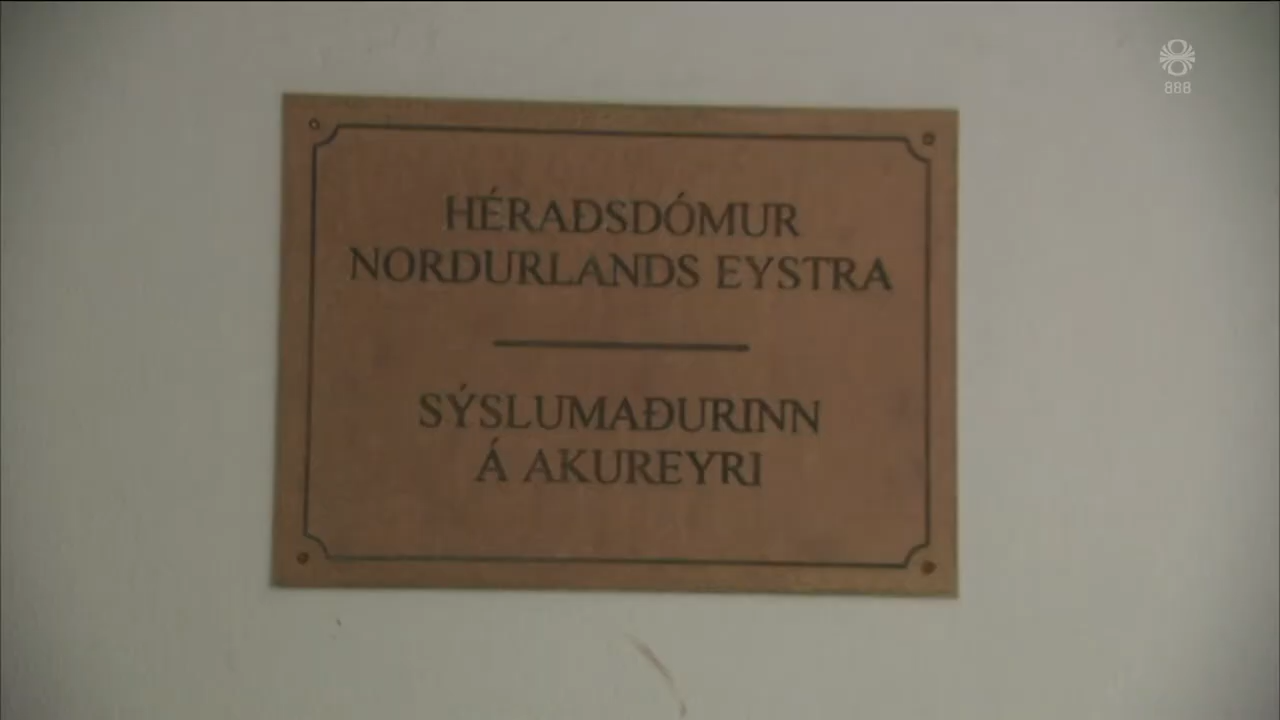 888
HÉRAÐSDÓMUR
NORDURLANDS EYSTRA
SÝSLUMAÐURINN
Á AKUREYRI